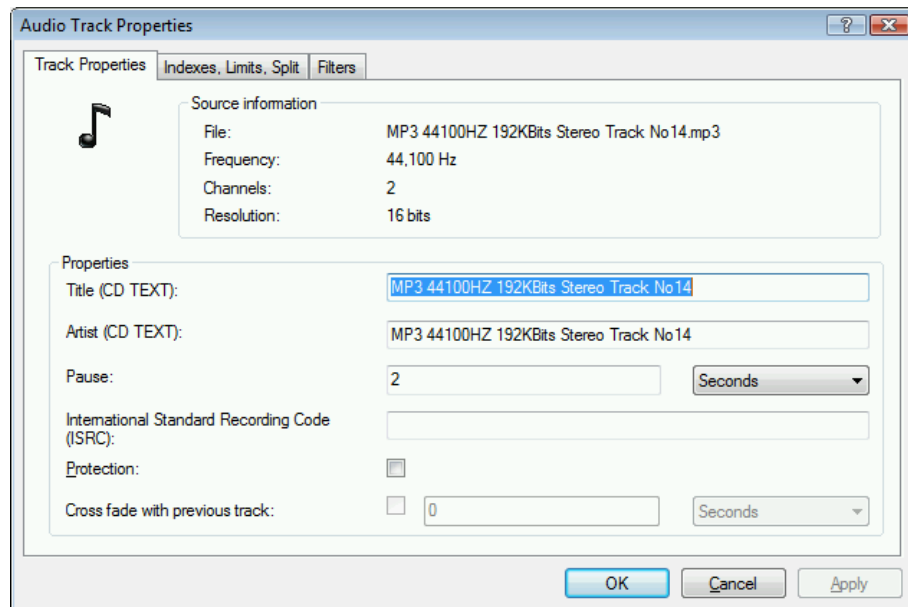 Audio Track Properties
Track Properties Indexes, Limits, Split Filters
Source information
File: MP3 44100HZ 192KBits Stereo Track No14.mp3
Frequency: 44,100 Hz
Channels: 2
Resolution: 16 bits
Properties
Title (CD TEXT): MP3 44100HZ 192KBits Stereo Track No14
Artist (CD TEXT): MP3 44100HZ 192KBits Stereo Track No14
Pause: 2 Seconds
International Standard Recording Code
(ISRC):
Protection:
Cross fade with previous track: 0 Seconds
OK Cancel Apply